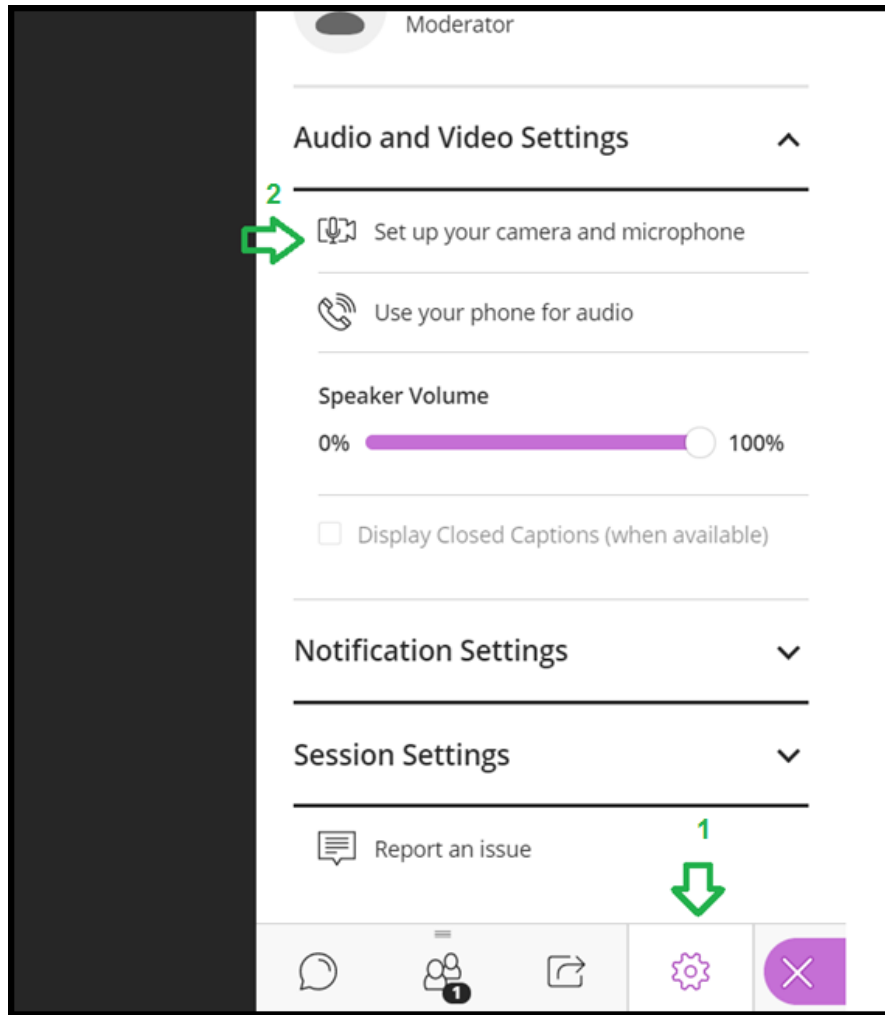 Moderator
Audio and Video Settings
2
Set up your camera and microphone
Use your phone for audio
Speaker Volume
0% 100%
Display Closed Captions (when available)
Notification Settings
Session Settings
1
Report an issue
1